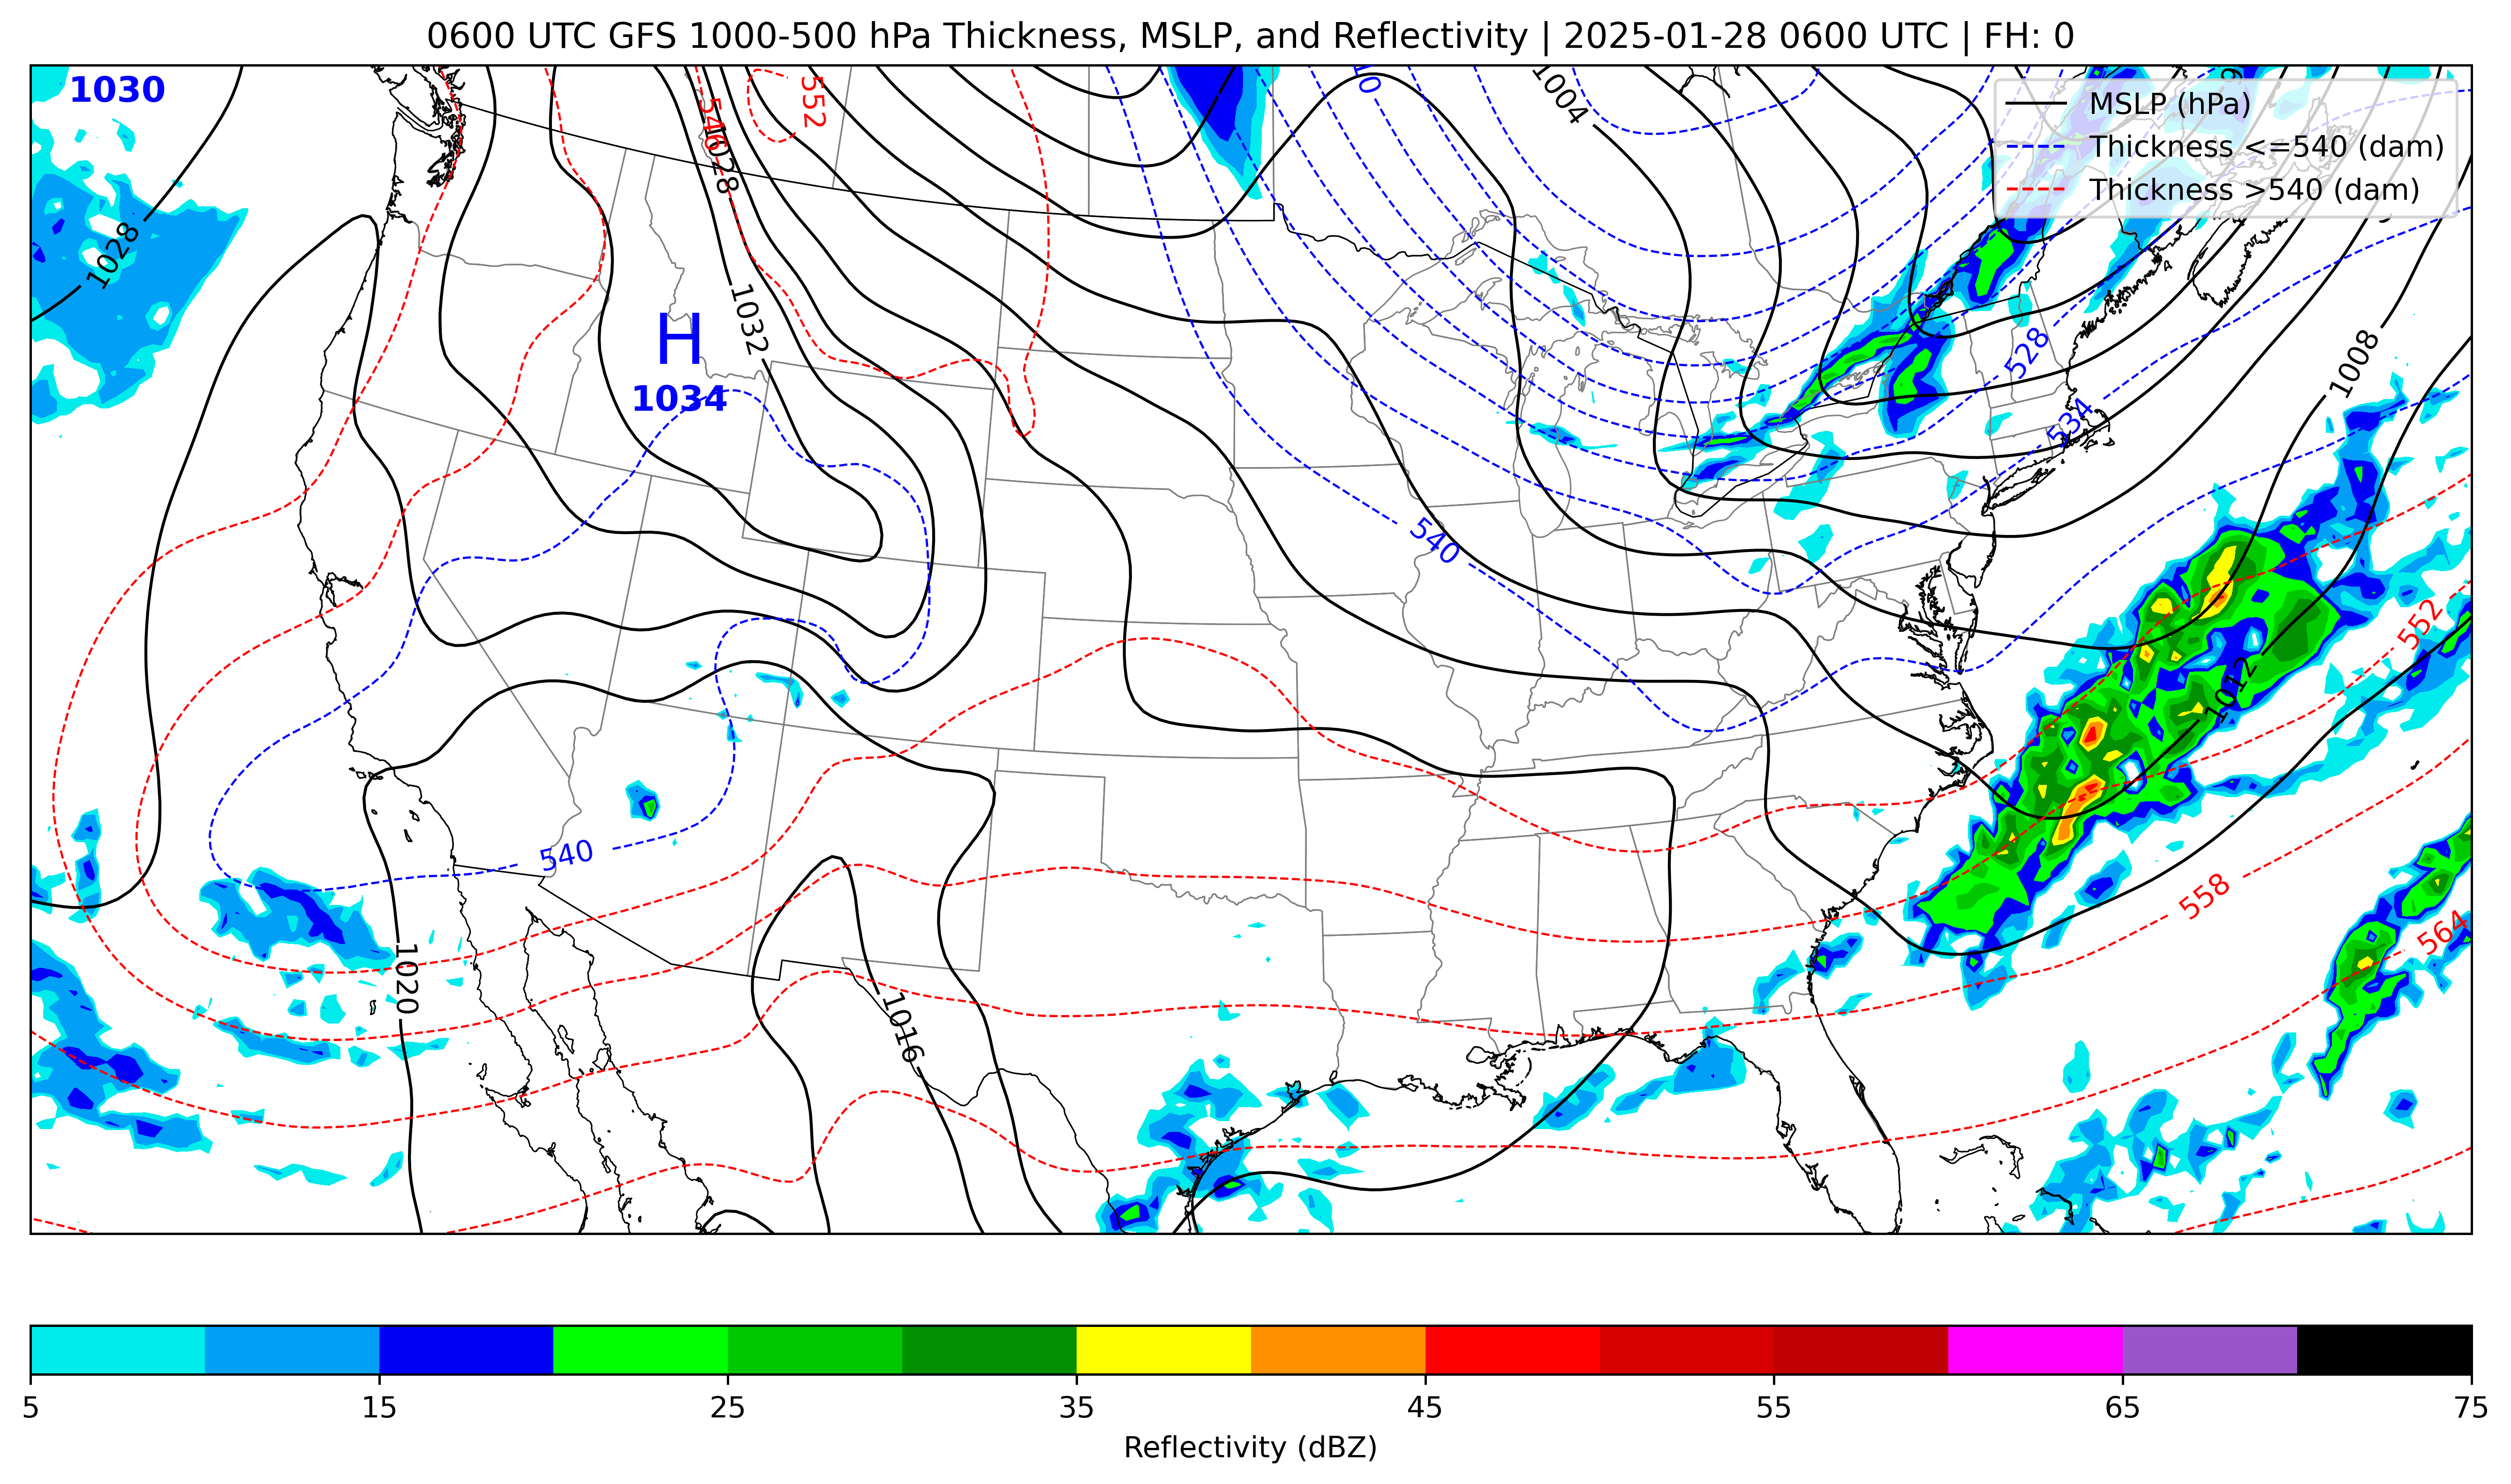 0600 UTC GFS 1000-500 hPa Thickness, MSLP, and Reflectivity | 2025-01-28 0600 UTC | FH: 0
1030
552
1004
MSLP (hPa)
546
1028
Thickness <=540 (dam)
Thickness >540 (dam)
1028
1032
H
1034
528
1008
534
540
552
1012
540
558
564
1020
1016
5 15 25 35 45 55 65 75
Reflectivity (dBZ)